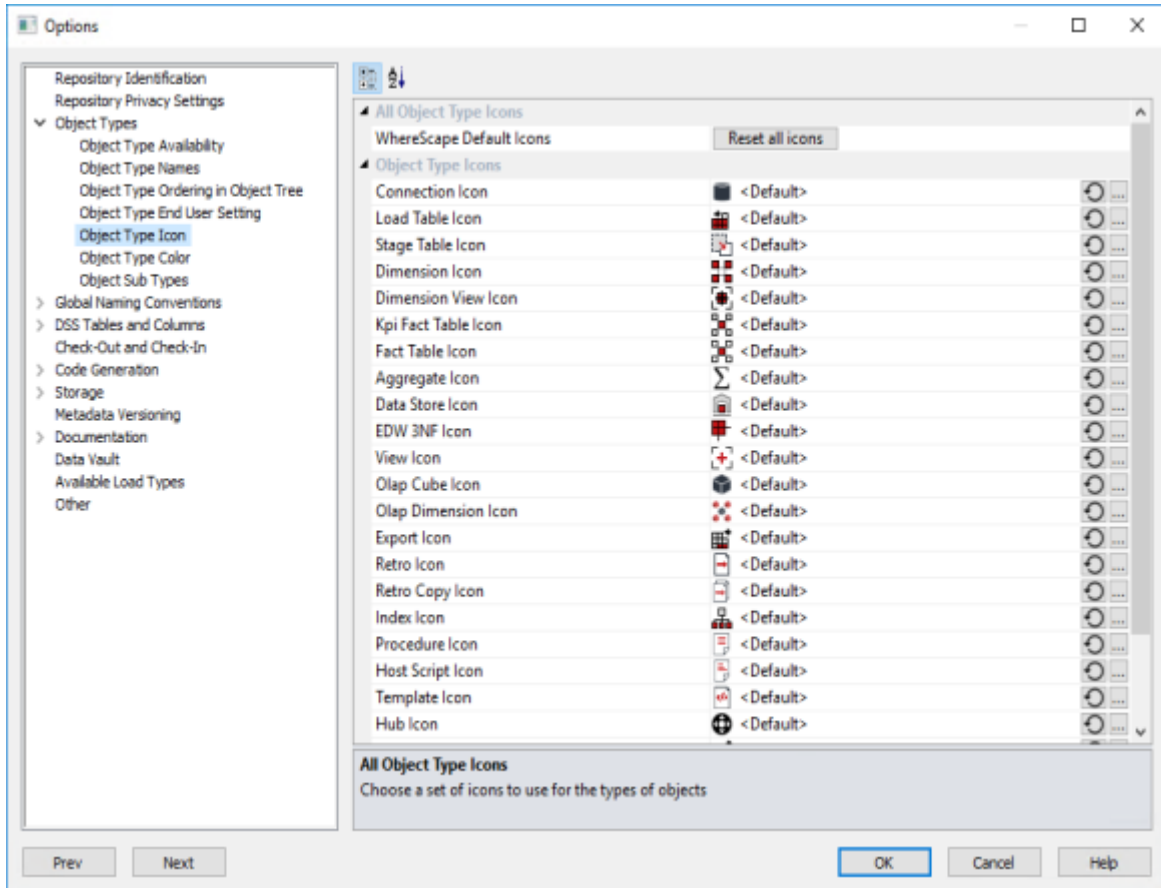 Options
Repository Identification
Repository Privacy Settings
Object Types
Object Type Availability
Object Type Names
Object Type Ordering in Object Tree
Object Type End User Setting
Object Type Icon
Object Type Color
Object Sub Types
Global Naming Conventions
DSS Tables and Columns
Check-Out and Check-In
Code Generation
Storage
Metadata Versioning
Documentation
Data Vault
Available Load Types
Other
All Object Type Icons
WhereScape Default Icons Reset all icons
Object Type Icons
Connection Icon <Default> ...
Load Table Icon <Default> ...
Stage Table Icon <Default> ...
Dimension Icon <Default> ...
Dimension View Icon <Default> ...
Kpi Fact Table Icon <Default> ...
Fact Table Icon <Default> ...
Aggregate Icon <Default> ...
Data Store Icon <Default> ...
EDW 3NF Icon <Default> ...
View Icon <Default> ...
Olap Cube Icon <Default> ...
Olap Dimension Icon <Default> ...
Export Icon <Default> ...
Retro Icon <Default> ...
Retro Copy Icon <Default> ...
Index Icon <Default> ...
Procedure Icon <Default> ...
Host Script Icon <Default> ...
Template Icon <Default> ...
Hub Icon <Default> ...
All Object Type Icons
Choose a set of icons to use for the types of objects
Prev Next OK Cancel Help